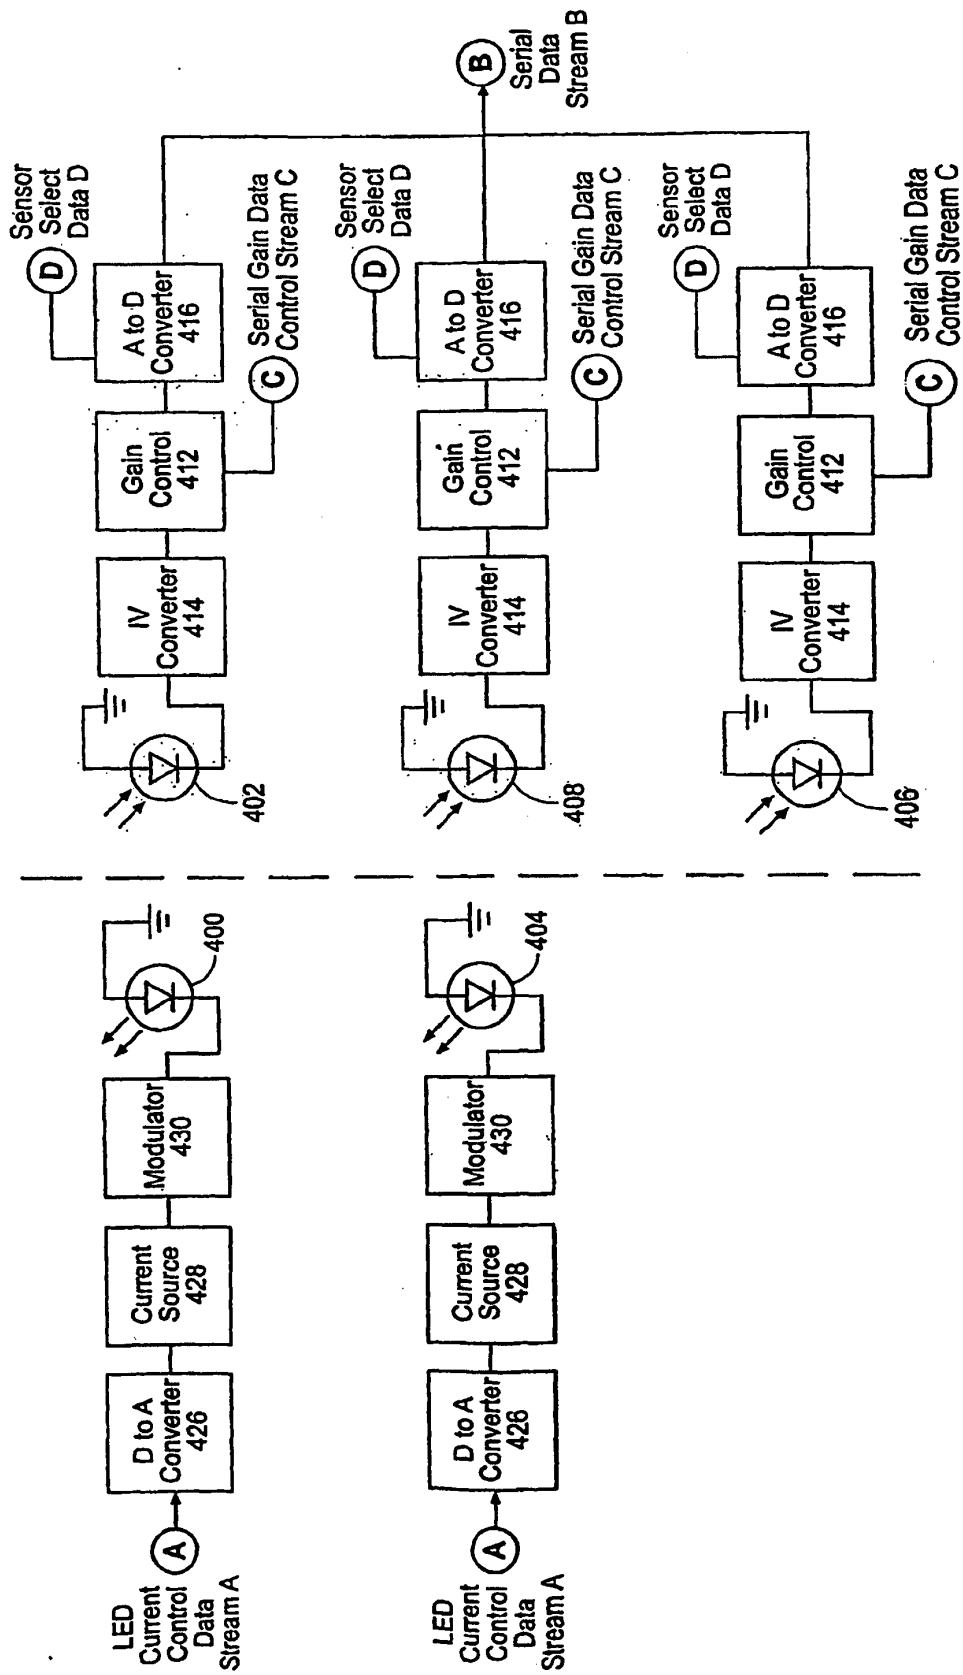 LED
Current
Control
Data
Stream A
A
D to A
Converter
426
Current
Source
428
Modulator
430
400
402
IV
Converter
414
Gain
Control
412
A to D
Converter
416
D
Sensor
Select
Data D
C
Serial Gain Data
Control Stream C
LED
Current
Control
Data
Stream A
A
D to A
Converter
426
Current
Source
428
Modulator
430
404
408
IV
Converter
414
Gain
Control
412
A to D
Converter
416
D
Sensor
Select
Data D
C
Serial Gain Data
Control Stream C
B
Serial
Data
Stream B
406
IV
Converter
414
Gain
Control
412
A to D
Converter
416
D
Sensor
Select
Data D
C
Serial Gain Data
Control Stream C